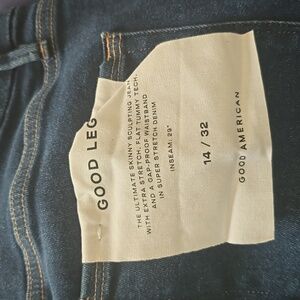 GOOD LEG
THE ULTIMATE SKINNY SCULPTING JEAN
WITH EXTRA STRETCH, FLAT TUMMY TECH,
AND A GAP-PROOF WAISTBAND
IN SUPER STRETCH DENIM
INSEAM: 29"
14 / 32
GOOD AMERICAN